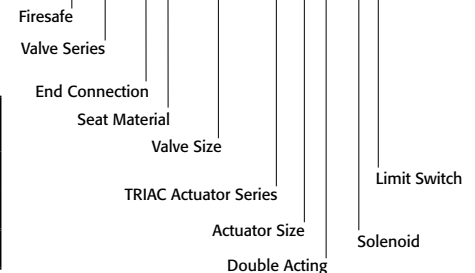 Firesafe
Valve Series
End Connection
Seat Material
Valve Size
Limit Switch
TRIAC Actuator Series
Actuator Size
Solenoid
Double Acting